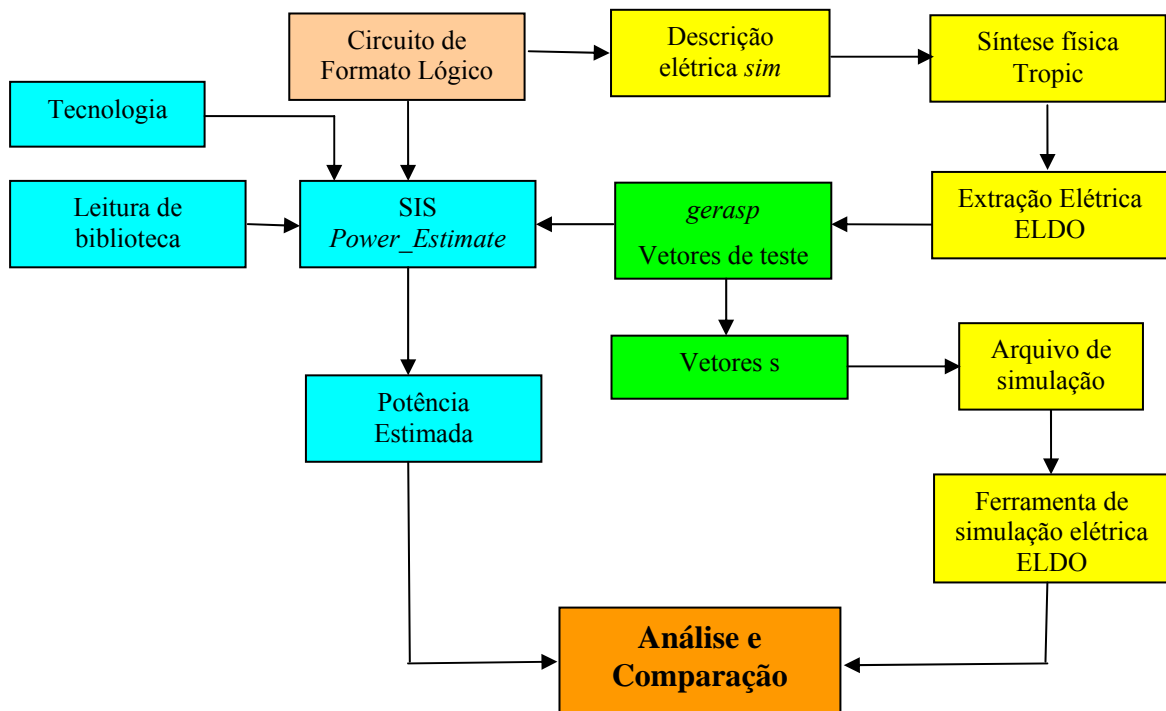 Circuito de
Formato Lógico
Descrição
elétrica sim
Síntese física
Tropic
Tecnologia
Leitura de
biblioteca
SIS
Power_Estimate
gerasp
Vetores de teste
Extração Elétrica
ELDO
Vetores s
Arquivo de
simulação
Potência
Estimada
Ferramenta de
simulação elétrica
ELDO
Análise e
Comparação